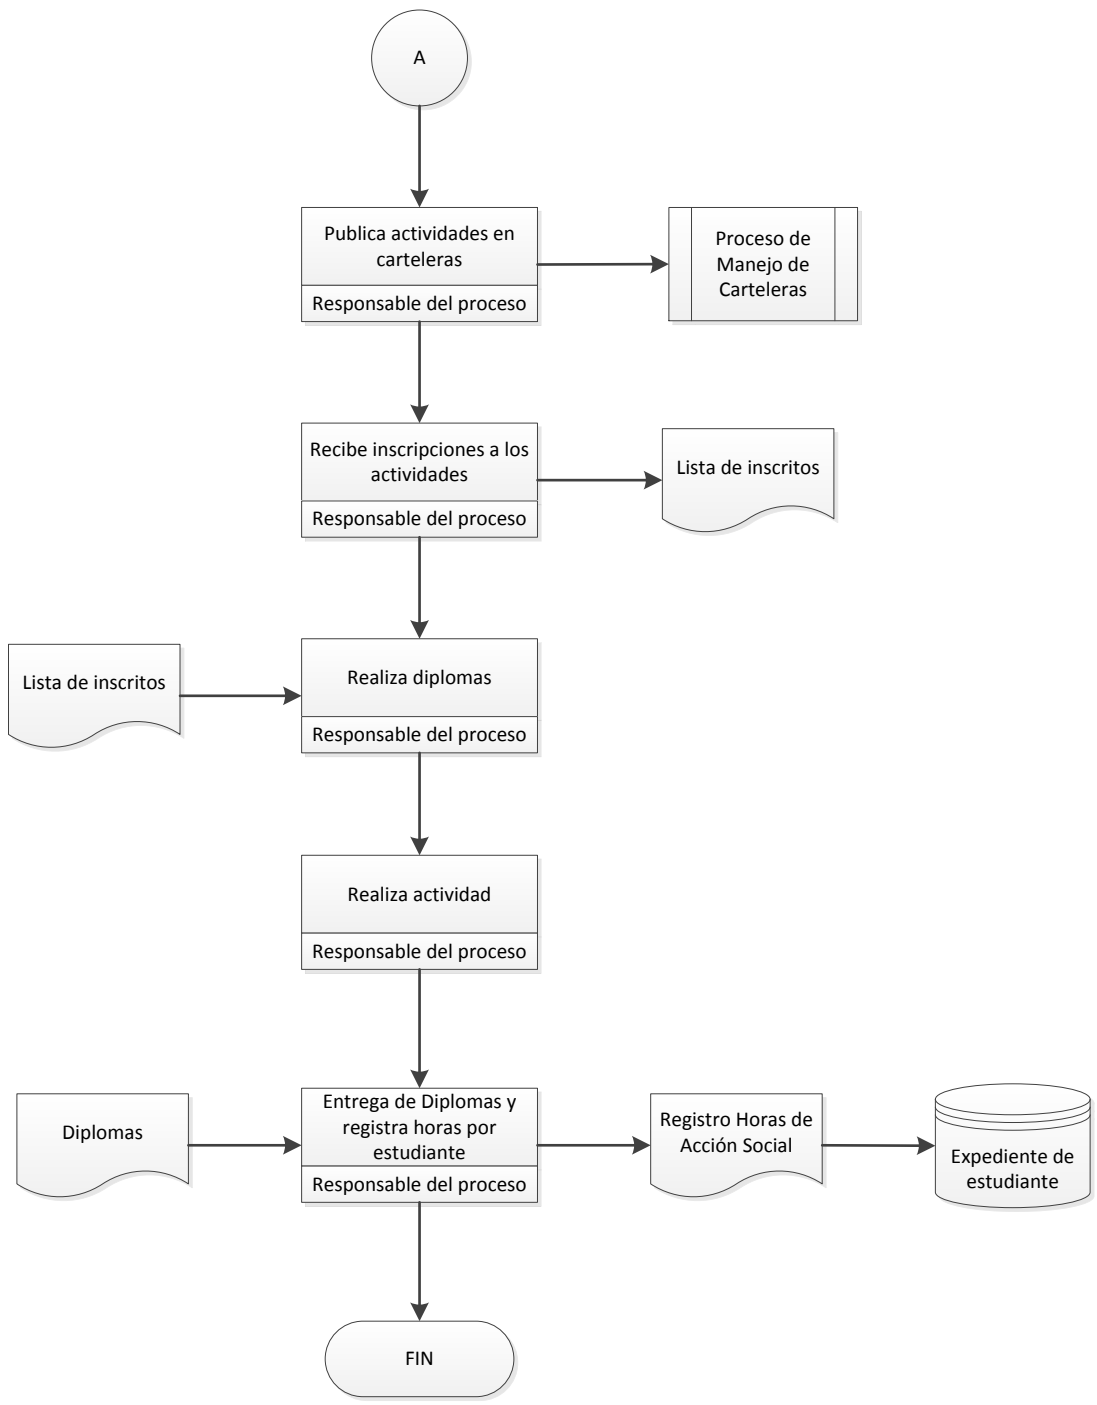 A
Publica actividades en
carteleras
Responsable del proceso
Proceso de
Manejo de
Carteleras
Recibe inscripciones a los
actividades
Responsable del proceso
Lista de inscritos
Lista de inscritos
Realiza diplomas
Responsable del proceso
Realiza actividad
Responsable del proceso
Diplomas
Entrega de Diplomas y
registra horas por
estudiante
Responsable del proceso
Registro Horas de
Acción Social
Expediente de
estudiante
FIN